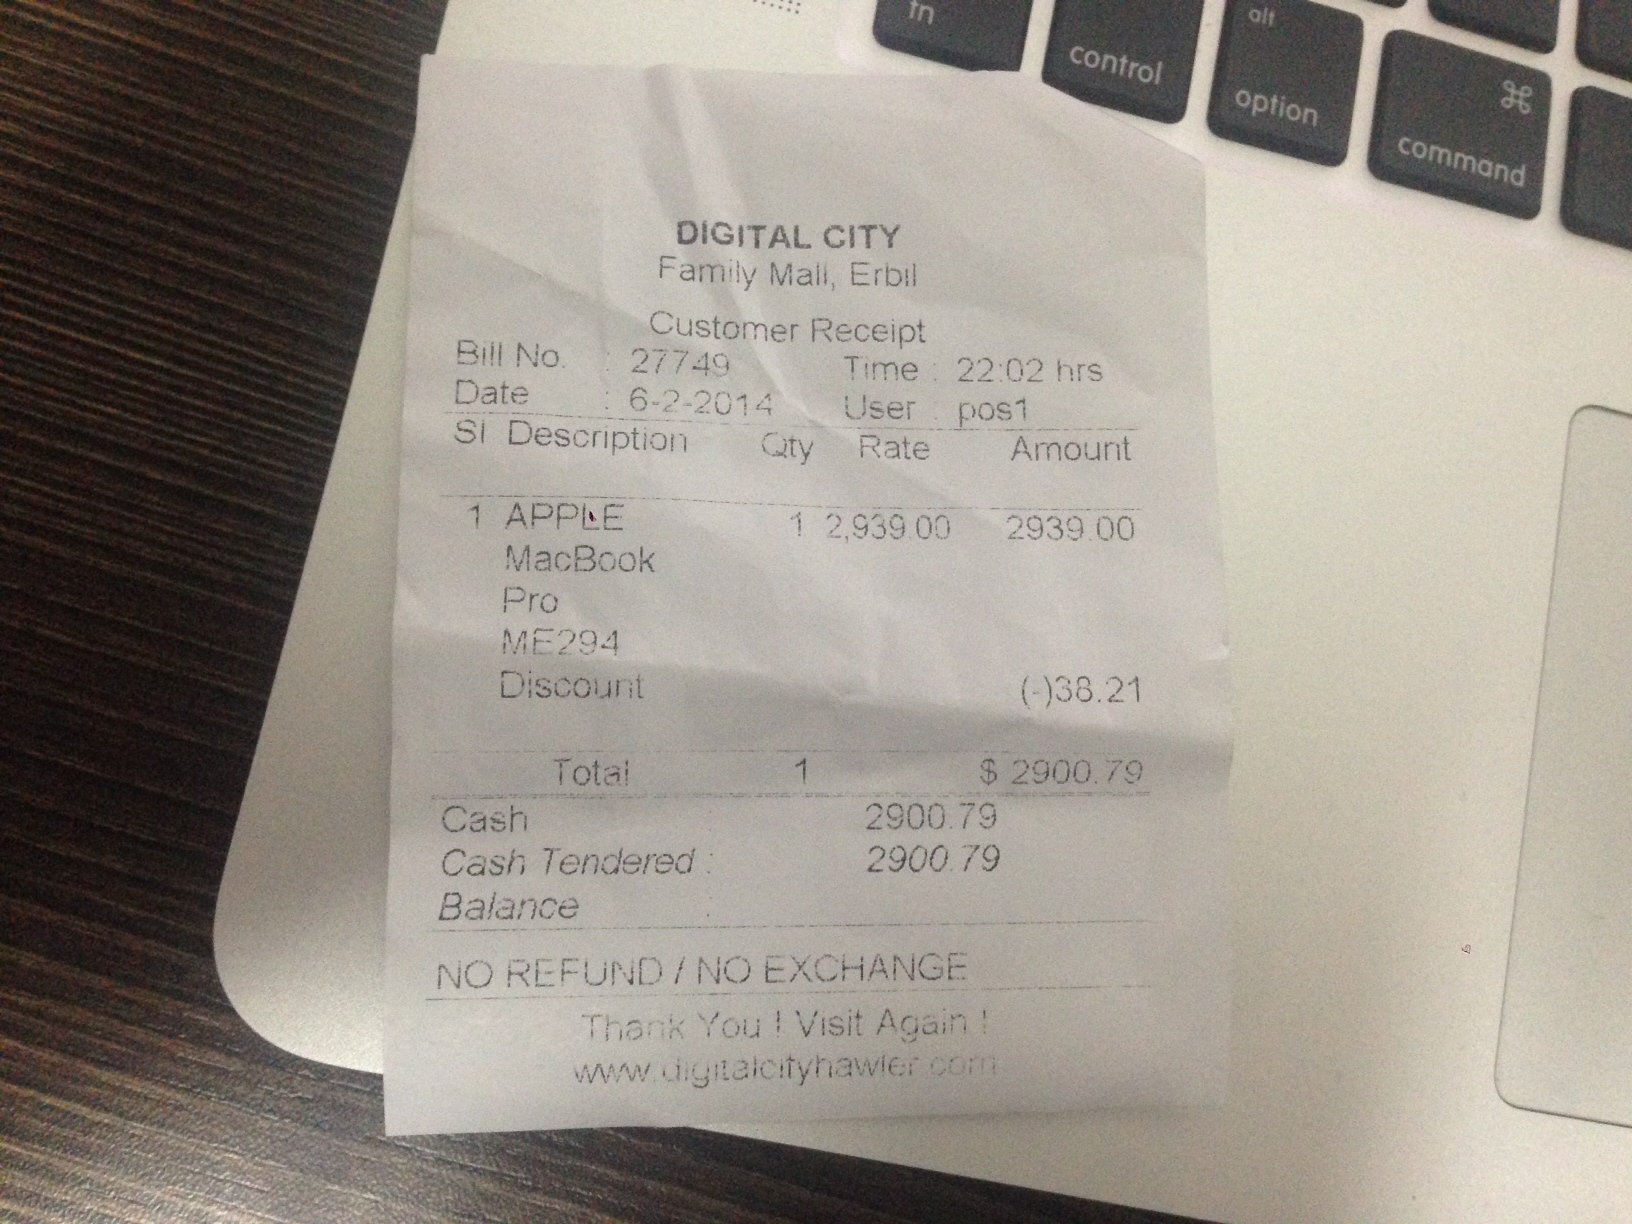 fn
control
alt
option
⌘
command
DIGITAL CITY
Family Mall, Erbil
Customer Receipt
Bill No. : 27749 Time : 22:02 hrs
Date : 6-2-2014 User : pos1
SI Description Qty Rate Amount
1 APPLE 1 2,939.00 2939.00
MacBook
Pro
ME294
Discount (-)38.21
Total 1 $ 2900.79
Cash : 2900.79
Cash Tendered : 2900.79
Balance :
NO REFUND / NO EXCHANGE
Thank You ! Visit Again !
www.digitalcityhawler.com